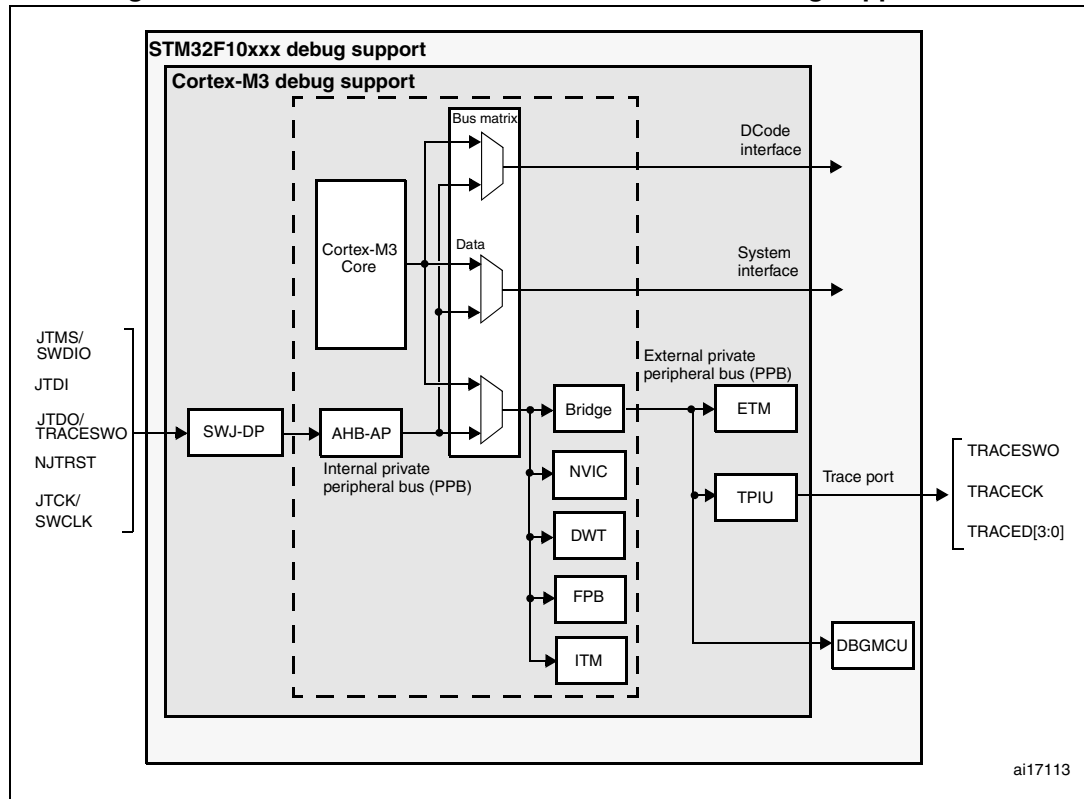 STM32F10xxx debug support
Cortex-M3 debug support
Bus matrix
DCode
interface
Cortex-M3
Core
Data
System
interface
JTMS/
SWDIO
JTDI
JTDO/
TRACESWO
NJTRST
JTCK/
SWCLK
SWJ-DP
AHB-AP
Internal private
peripheral bus (PPB)
External private
peripheral bus (PPB)
Bridge
ETM
NVIC
TPIU
Trace port
DWT
FPB
ITM
TRACESWO
TRACECK
TRACED[3:0]
DBGMCU
ai17113